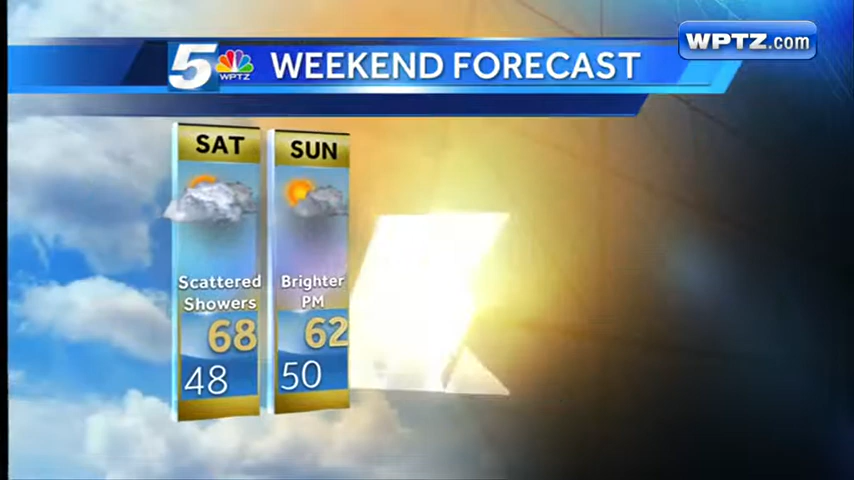 5 WPTZ WEEKEND FORECAST
WPTZ.com
SAT
Scattered
Showers
68
48
SUN
Brighter
PM
62
50